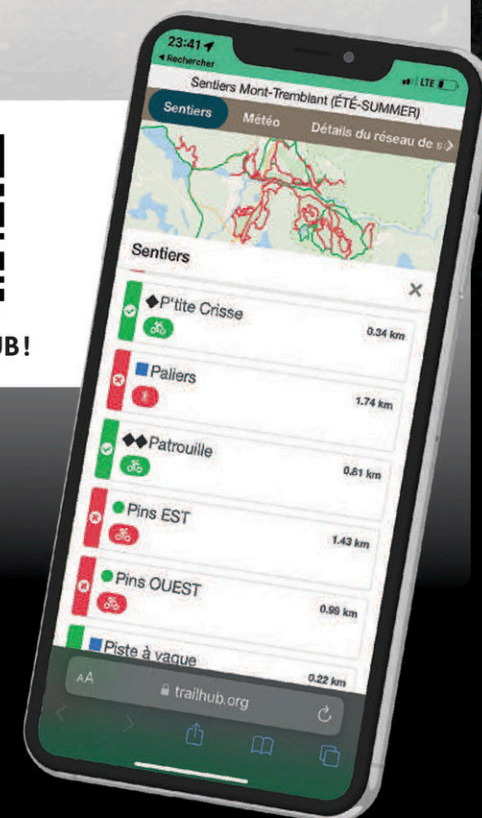 UB!
23:41
Rechercher
LTE
Sentiers Mont-Tremblant (ÉTÉ-SUMMER)
Sentiers Météo Détails du réseau de s
Sentiers
P'tite Crisse 0.34 km
Paliers 1.74 km
Patrouille 0.61 km
Pins EST 1.43 km
Pins OUEST 0.99 km
Piste à vague 0.22 km
AA trailhub.org